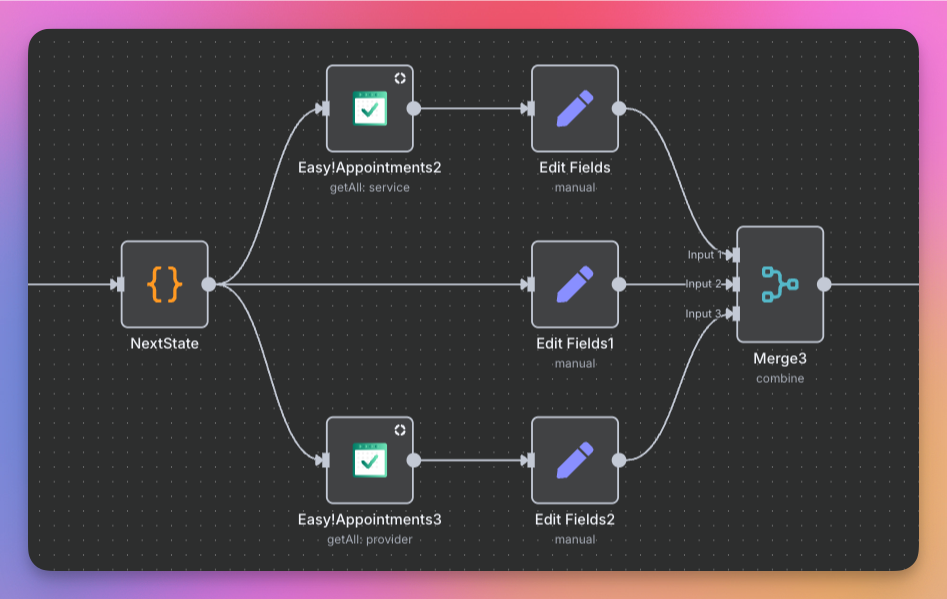 Easy!Appointments2
getAll: service
Edit Fields
manual
Input 1
NextState
Edit Fields1
manual
Input 2
Input 3
Merge3
combine
Easy!Appointments3
getAll: provider
Edit Fields2
manual